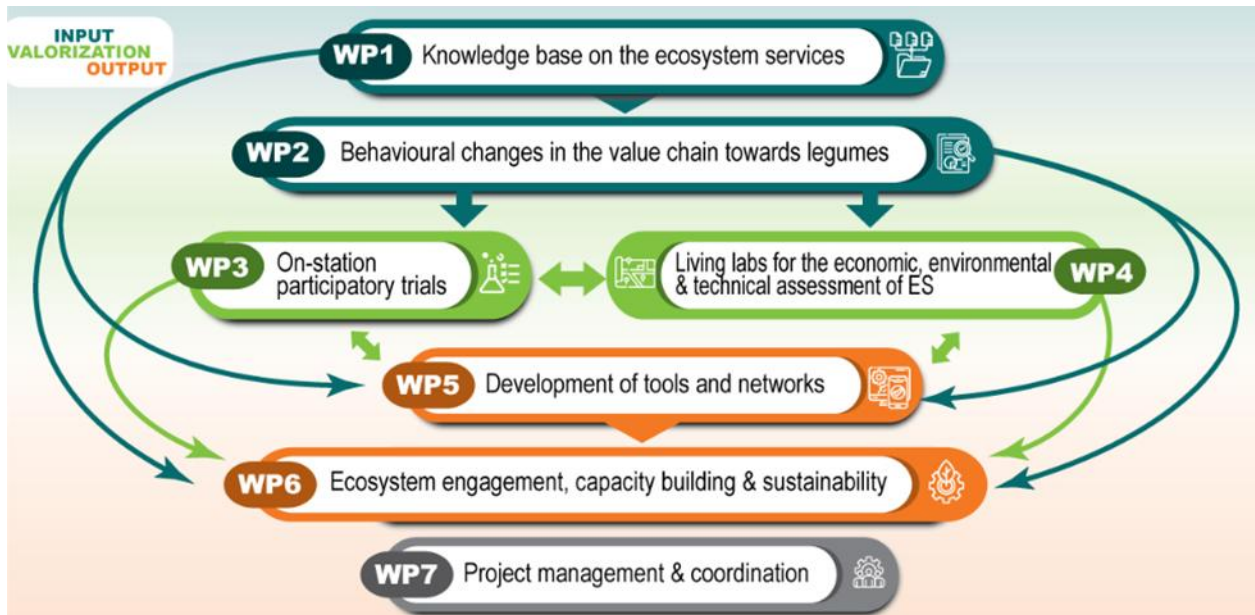 INPUT
VALORIZATION
OUTPUT
WP1 Knowledge base on the ecosystem services
WP2 Behavioural changes in the value chain towards legumes
WP3 On-station
participatory trials
Living labs for the economic, environmental
& technical assessment of ES
WP4
WP5 Development of tools and networks
WP6 Ecosystem engagement, capacity building & sustainability
WP7 Project management & coordination